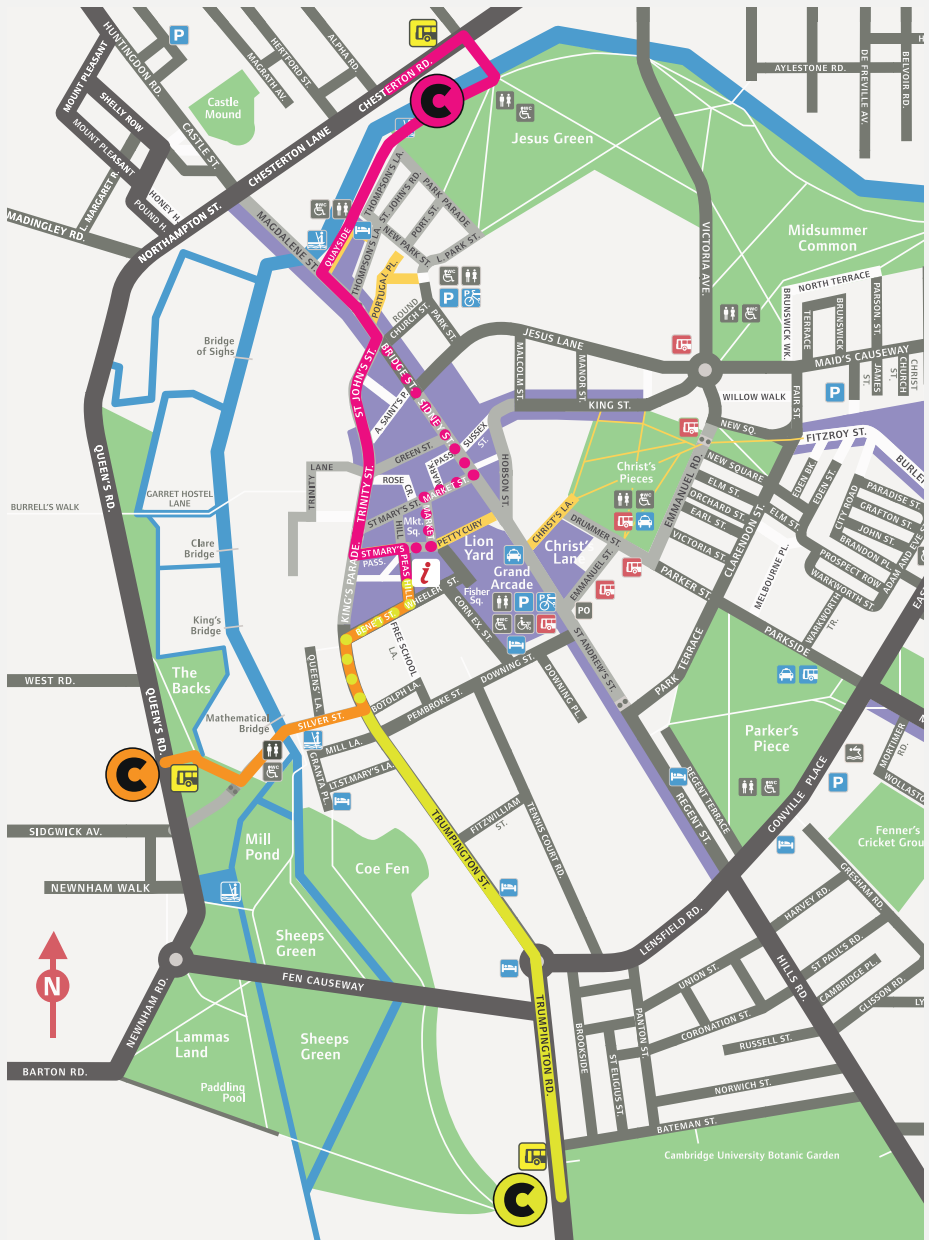 HUNTINGDON RD.
MOUNT PLEASANT
SHELLY ROW
MOUNT PLEASANT
L. MARGARET R.
HONEY H.
POUND H.
MADINGLEY RD.
NORTHAMPTON ST.
CASTLE ST.
Castle
Mound
P
HERTFORD ST.
MAGRATH AV.
ALPHA RD.
CHESTERTON LANE
CHESTERTON RD.
C
Jesus Green
AYLESTONE RD.
DE FREVILLE AV.
BELVOIR RD.
H
Midsummer
Common
VICTORIA AVE.
MAGDALENE ST.
QUAYSIDE
THOMPSON'S LA.
THOMPSON'S LA.
ST. JOHN'S RD.
PARK PARADE
PORT. ST.
NEW PARK ST.
L. PARK ST.
PORTUGAL PL.
ROUND
CHURCH ST.
PARK ST.
WC
P
Bridge
of Sighs
JESUS LANE
MALCOLM ST.
MANOR ST.
KING ST.
NORTH TERRACE
BRUNSWICK WK.
TERRACE
BRUNSWICK
PARSON. ST.
MAID'S CAUSEWAY
ST.
JAMES
CHRIST
CHURCH
ST.
WILLOW WALK
FAIR ST.
P
NEW SQ.
FITZROY ST.
BURLE
ST JOHN'S ST.
BRIDGE ST.
SIDNEY S
A. SAINT'S P.
GREEN ST.
SUSSEX
ST.
HOBSON ST.
TRINITY ST.
TRINITY
LANE
ROSE
CR.
MARK.
PASS.
MARKET ST.
ST MARY'S ST.
HILL
Mkt.
Sq.
MARKE
PETTY CURY
ST MARY'S
PASS.
PEAS HILL
KING'S PARADE
i
WHEELER ST.
BENE'T ST.
Lion
Yard
Grand
Arcade
Fisher
Sq.
P
WC
CORN EX. ST.
Christ's
Lan
Christ's
Pieces
CHRIST'S LA.
DRUMMER ST.
EMMANUEL ST.
EMMANUEL RD.
PO
NEW SQUARE
ELM ST.
ORCHARD ST.
EARL ST.
VICTORIA ST.
PARKER ST.
CLARENDON ST.
ELM ST.
EDEN BK.
EDEN ST.
CITY ROAD
PARADISE ST.
GRAFTON ST.
JOHN ST.
BRANDON PL.
PROSPECT ROW
WARKWORTH ST.
WARKWORTH
TR.
ADAM AND EVE S
EAS
MELBOURNE PL.
PARKSIDE
PARK TERRACE
QUEEN'S RD.
BURRELL'S WALK
GARRET HOSTEL
LANE
Clare
Bridge
King's
Bridge
WEST RD.
The
Backs
QUEEN'S RD.
Mathematical
Bridge
C
SILVER ST.
QUEENS' LA.
FREE SCHOOL
LA.
BOTOLPH LA.
PEMBROKE ST.
DOWNING ST.
DOWNING PL.
ST ANDREW'S ST.
MILL LA.
LT.ST.MARY'S LA.
GRANTA PL.
Parker's
Piece
REGENT TERRACE
REGENT ST.
GONVILLE PLACE
P
MORTIMER
RD.
WOLLASTO
Fenner's
Cricket Grou
SIDGWICK AV.
NEWNHAM WALK
Mill
Pond
Coe Fen
TRUMPINGTON ST.
FITZWILLIAM
ST.
TENNIS COURT RD.
LENSFIELD RD.
HARVEY RD.
GRESHAM RD.
ST PAUL'S RD.
CAMBRIDGE PL.
GLISSON RD.
LY
HILLS RD.
UNION ST.
CORONATION ST.
RUSSELL ST.
NORWICH ST.
BATEMAN ST.
PANTON ST.
ST ELIGIUS ST.
BROOKSIDE
TRUMPINGTON RD.
Sheeps
Green
FEN CAUSEWAY
NEWNHAM RD.
Lammas
Land
Sheeps
Green
BARTON RD.
Paddling
Pool
N
Cambridge University Botanic Garden
C